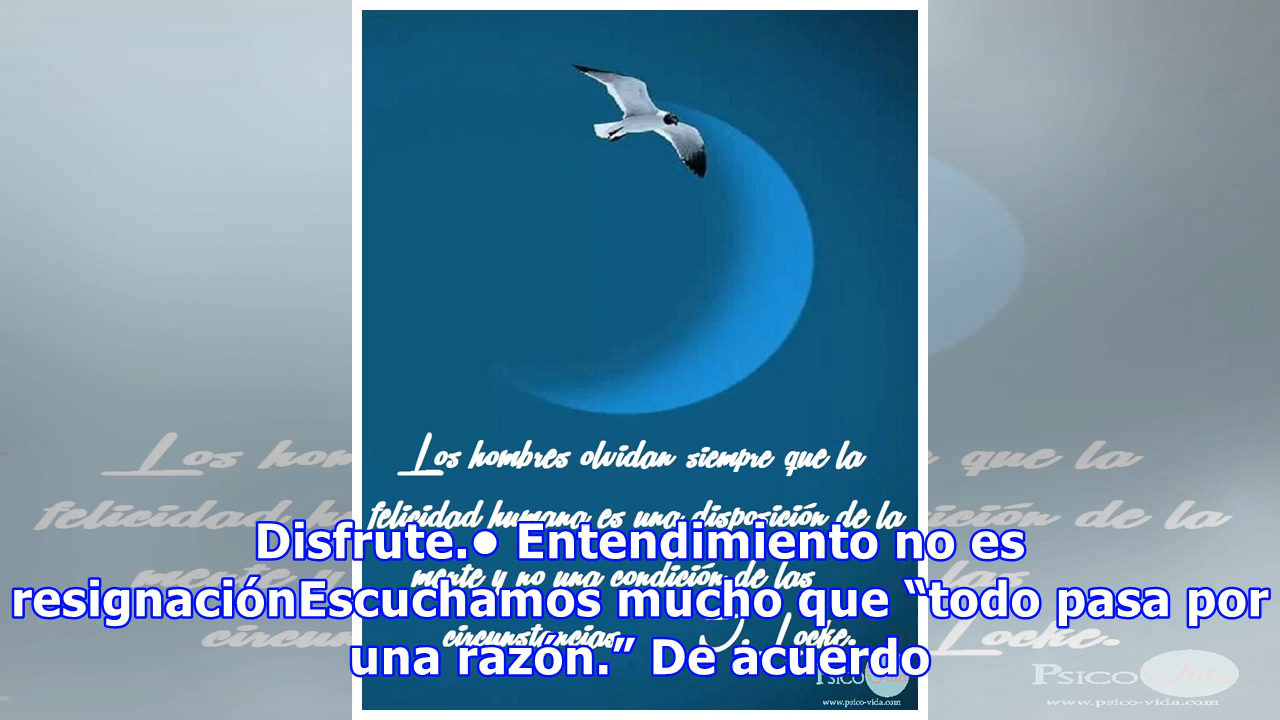 Los hombres olvidan siempre que la
felicidad humana es una disposición de la
mente y no una condición de las
circunstancias. J. Locke.
Disfrute.● Entendimiento no es
resignaciónEscuchamos mucho que “todo pasa por
una razón.” De acuerdo
PSICO Vida
www.psico-vida.com